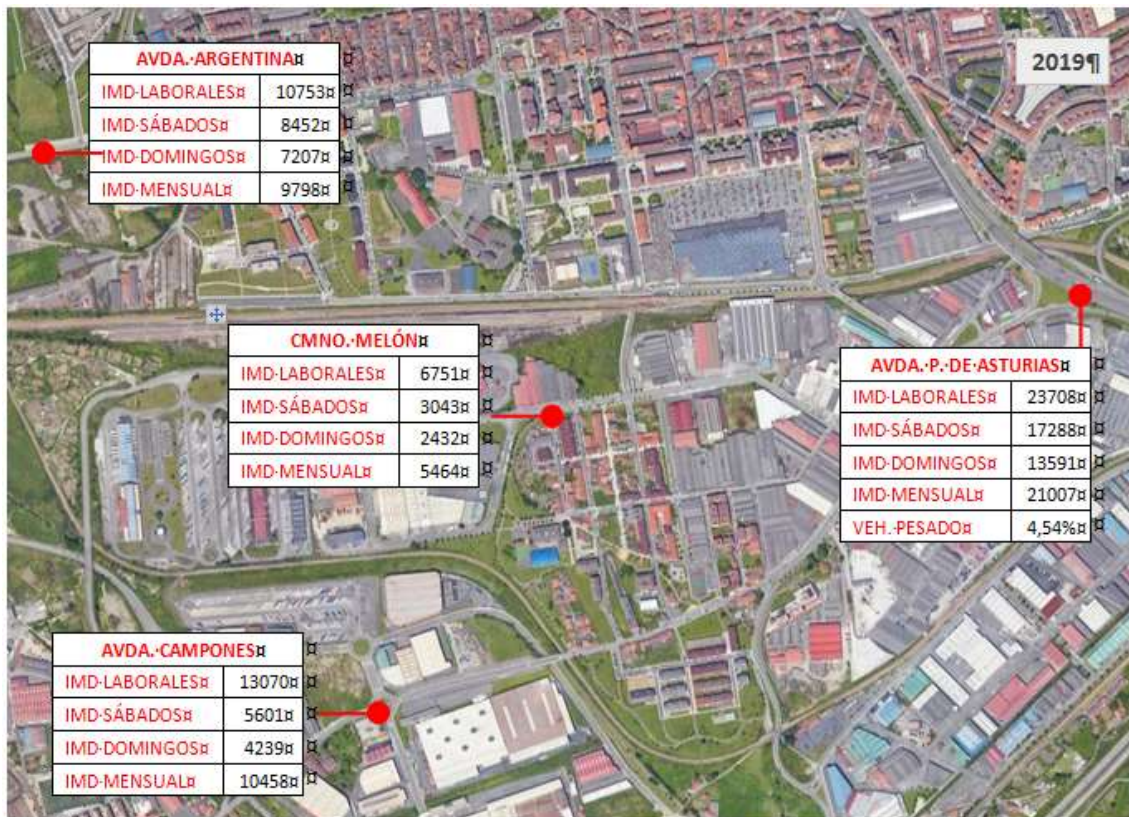 2019¶
AVDA.·ARGENTINA¤ ¤
IMD·LABORALES¤ 10753¤ ¤
IMD·SÁBADOS¤ 8452¤ ¤
IMD·DOMINGOS¤ 7207¤ ¤
IMD·MENSUAL¤ 9798¤ ¤
CMNO.·MELÓN¤ ¤
IMD·LABORALES¤ 6751¤ ¤
IMD·SÁBADOS¤ 3043¤ ¤
IMD·DOMINGOS¤ 2432¤ ¤
IMD·MENSUAL¤ 5464¤ ¤
AVDA.·P.·DE·ASTURIAS¤ ¤
IMD·LABORALES¤ 23708¤ ¤
IMD·SÁBADOS¤ 17288¤ ¤
IMD·DOMINGOS¤ 13591¤ ¤
IMD·MENSUAL¤ 21007¤ ¤
VEH.·PESADO¤ 4,54%¤ ¤
AVDA.·CAMPONES¤ ¤
IMD·LABORALES¤ 13070¤ ¤
IMD·SÁBADOS¤ 5601¤ ¤
IMD·DOMINGOS¤ 4239¤ ¤
IMD·MENSUAL¤ 10458¤ ¤